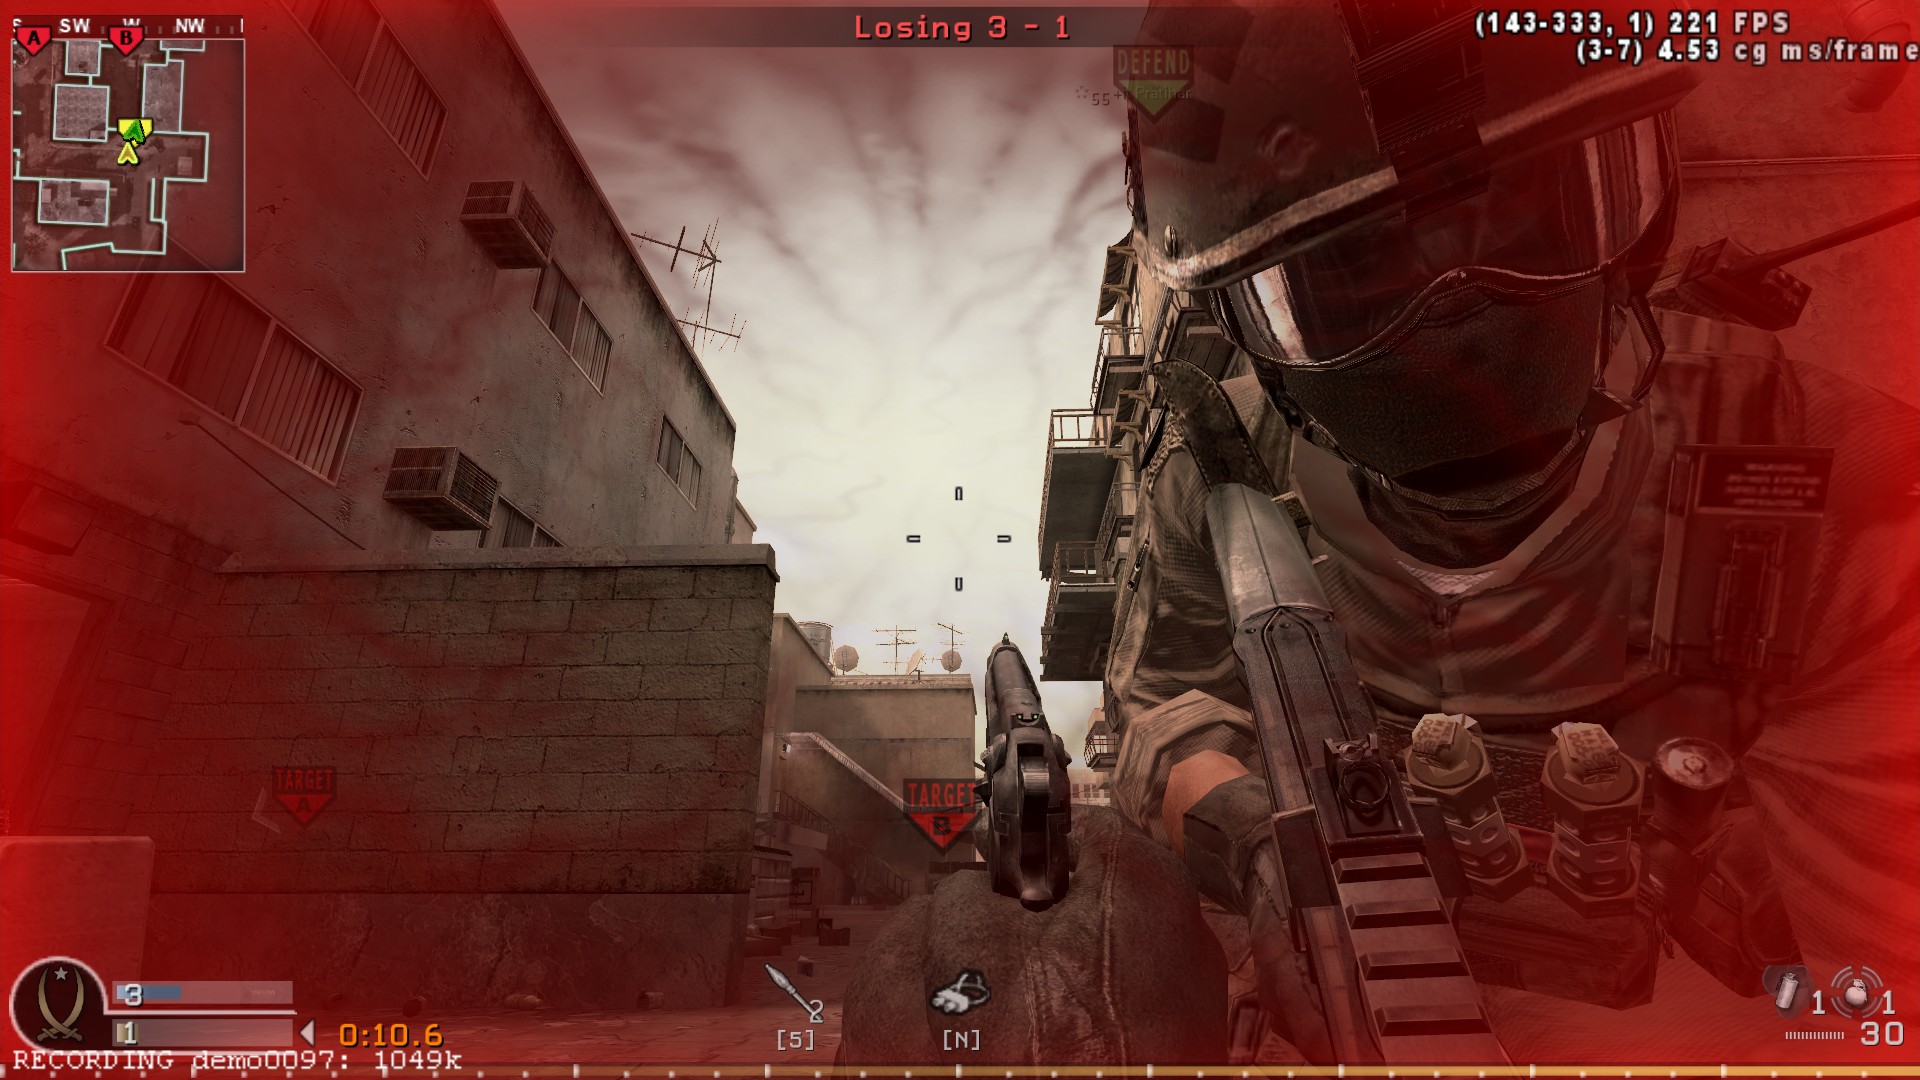 SW W NW
A B
Losing 3 - 1
(143-333, 1) 221 FPS
(3-7) 4.53 cg ms/frame
DEFEND
55 + Pratihar
TARGET
A
TARGET
B
3
1
0:10.6
2
[5]
[N]
1 1
30
RECORDING demo0097: 1049k